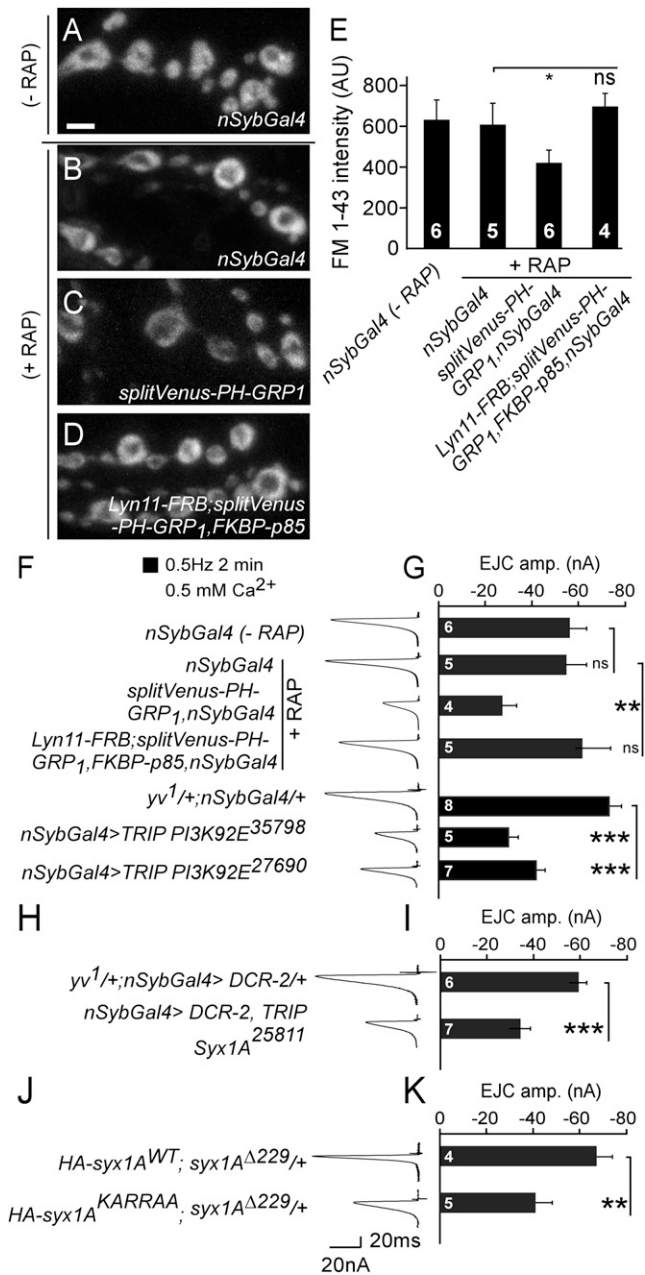 A
(- RAP)
nSybGal4
B
nSybGal4
(+ RAP)
C
splitVenus-PH-GRP1
D
Lyn11-FRB;splitVenus
-PH-GRP1,FKBP-p85
E
FM 1-43 intensity (AU)
800
600
400
200
0
*
ns
6
5
6
4
+ RAP
nSybGal4 (- RAP)
nSybGal4
splitVenus-PH-
GRP1,nSybGal4
Lyn11-FRB;splitVenus-PH-
GRP1,FKBP-p85,nSybGal4
F
0.5Hz 2 min
0.5 mM Ca2+
nSybGal4 (- RAP)
nSybGal4
splitVenus-PH-
GRP1,nSybGal4
Lyn11-FRB;splitVenus-PH-
GRP1,FKBP-p85,nSybGal4
+ RAP
yv1/+;nSybGal4/+
nSybGal4>TRIP PI3K92E35798
nSybGal4>TRIP PI3K92E27690
G
EJC amp. (nA)
0 -20 -40 -60 -80
6
5
4
5
8
5
7
ns
**
ns
***
***
H
yv1/+;nSybGal4> DCR-2/+
nSybGal4> DCR-2, TRIP
Syx1A25811
I
EJC amp. (nA)
0 -20 -40 -60 -80
6
7
***
J
HA-syx1AWT; syx1AΔ229/+
HA-syx1AKARRAA; syx1AΔ229/+
20ms
20nA
K
EJC amp. (nA)
0 -20 -40 -60 -80
4
5
**